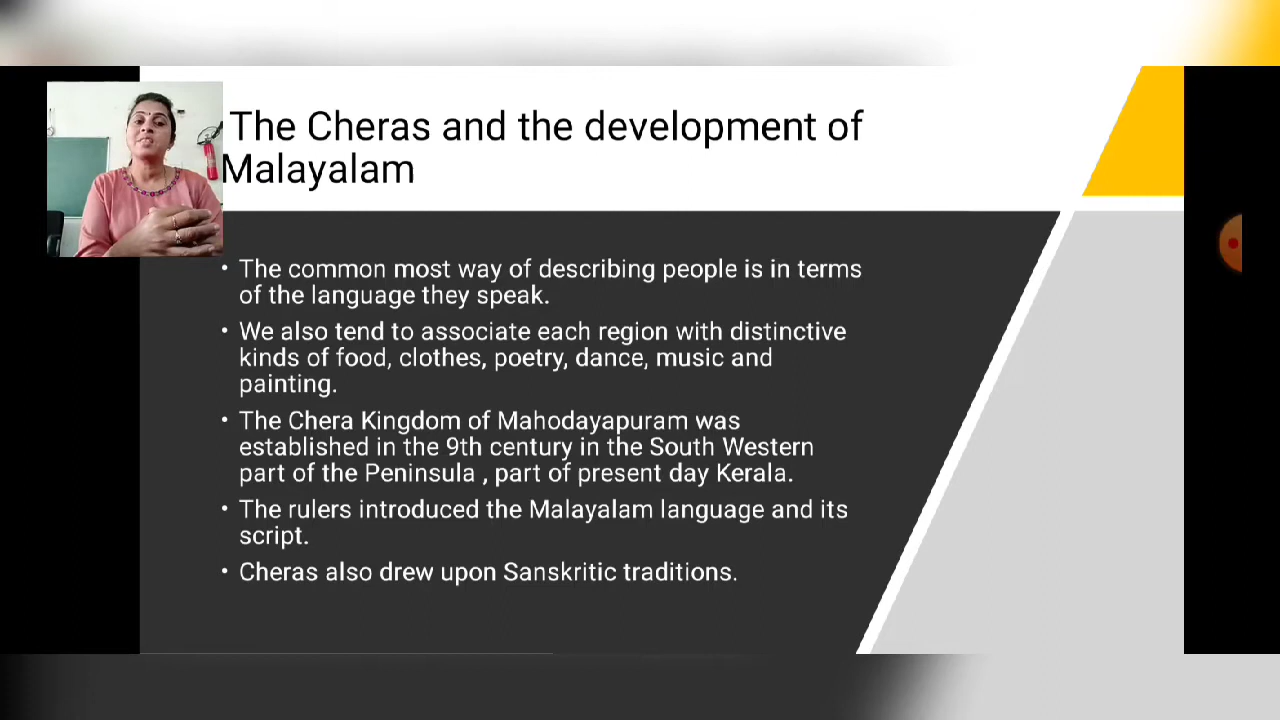 The Cheras and the development of
Malayalam
• The common most way of describing people is in terms
of the language they speak.
• We also tend to associate each region with distinctive
kinds of food, clothes, poetry, dance, music and
painting.
• The Chera Kingdom of Mahodayapuram was
established in the 9th century in the South Western
part of the Peninsula , part of present day Kerala.
• The rulers introduced the Malayalam language and its
script.
• Cheras also drew upon Sanskritic traditions.